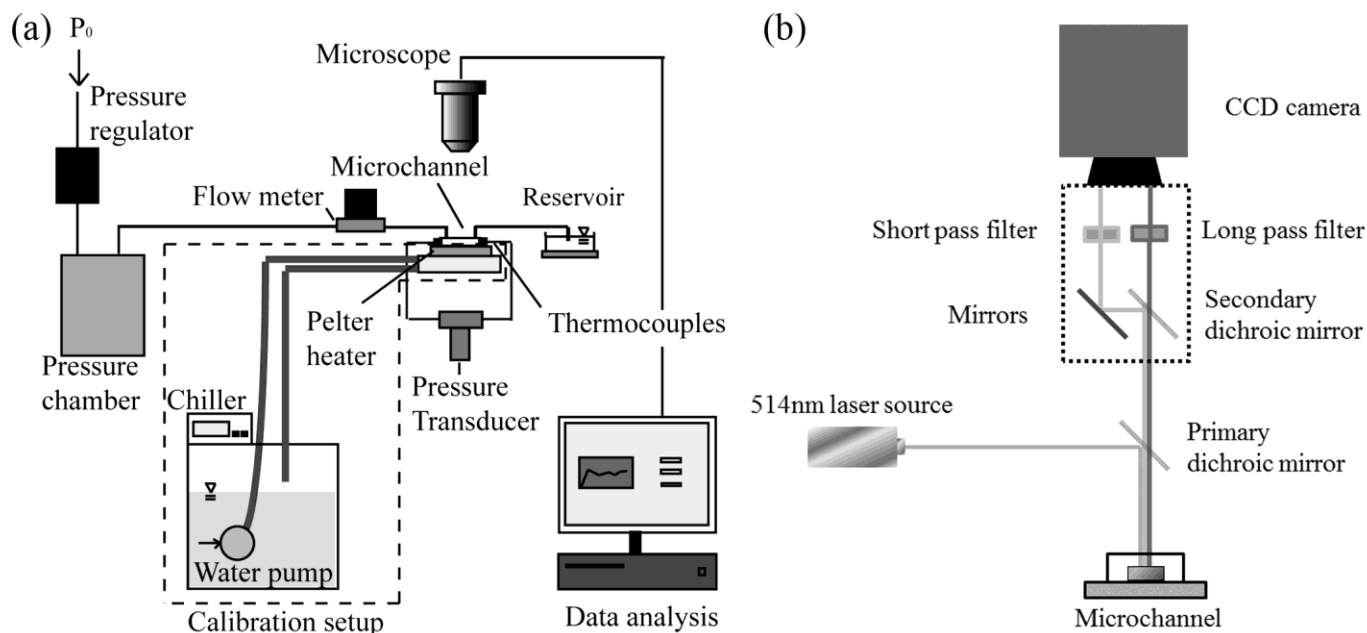 (a)
P₀
Pressure
regulator
Microscope
Microchannel
Flow meter
Reservoir
Pelter
heater
Thermocouples
Pressure
chamber
Pressure
Transducer
Chiller
Water pump
Calibration setup
Data analysis
(b)
CCD camera
Short pass filter
Long pass filter
Mirrors
Secondary
dichroic mirror
514nm laser source
Primary
dichroic mirror
Microchannel